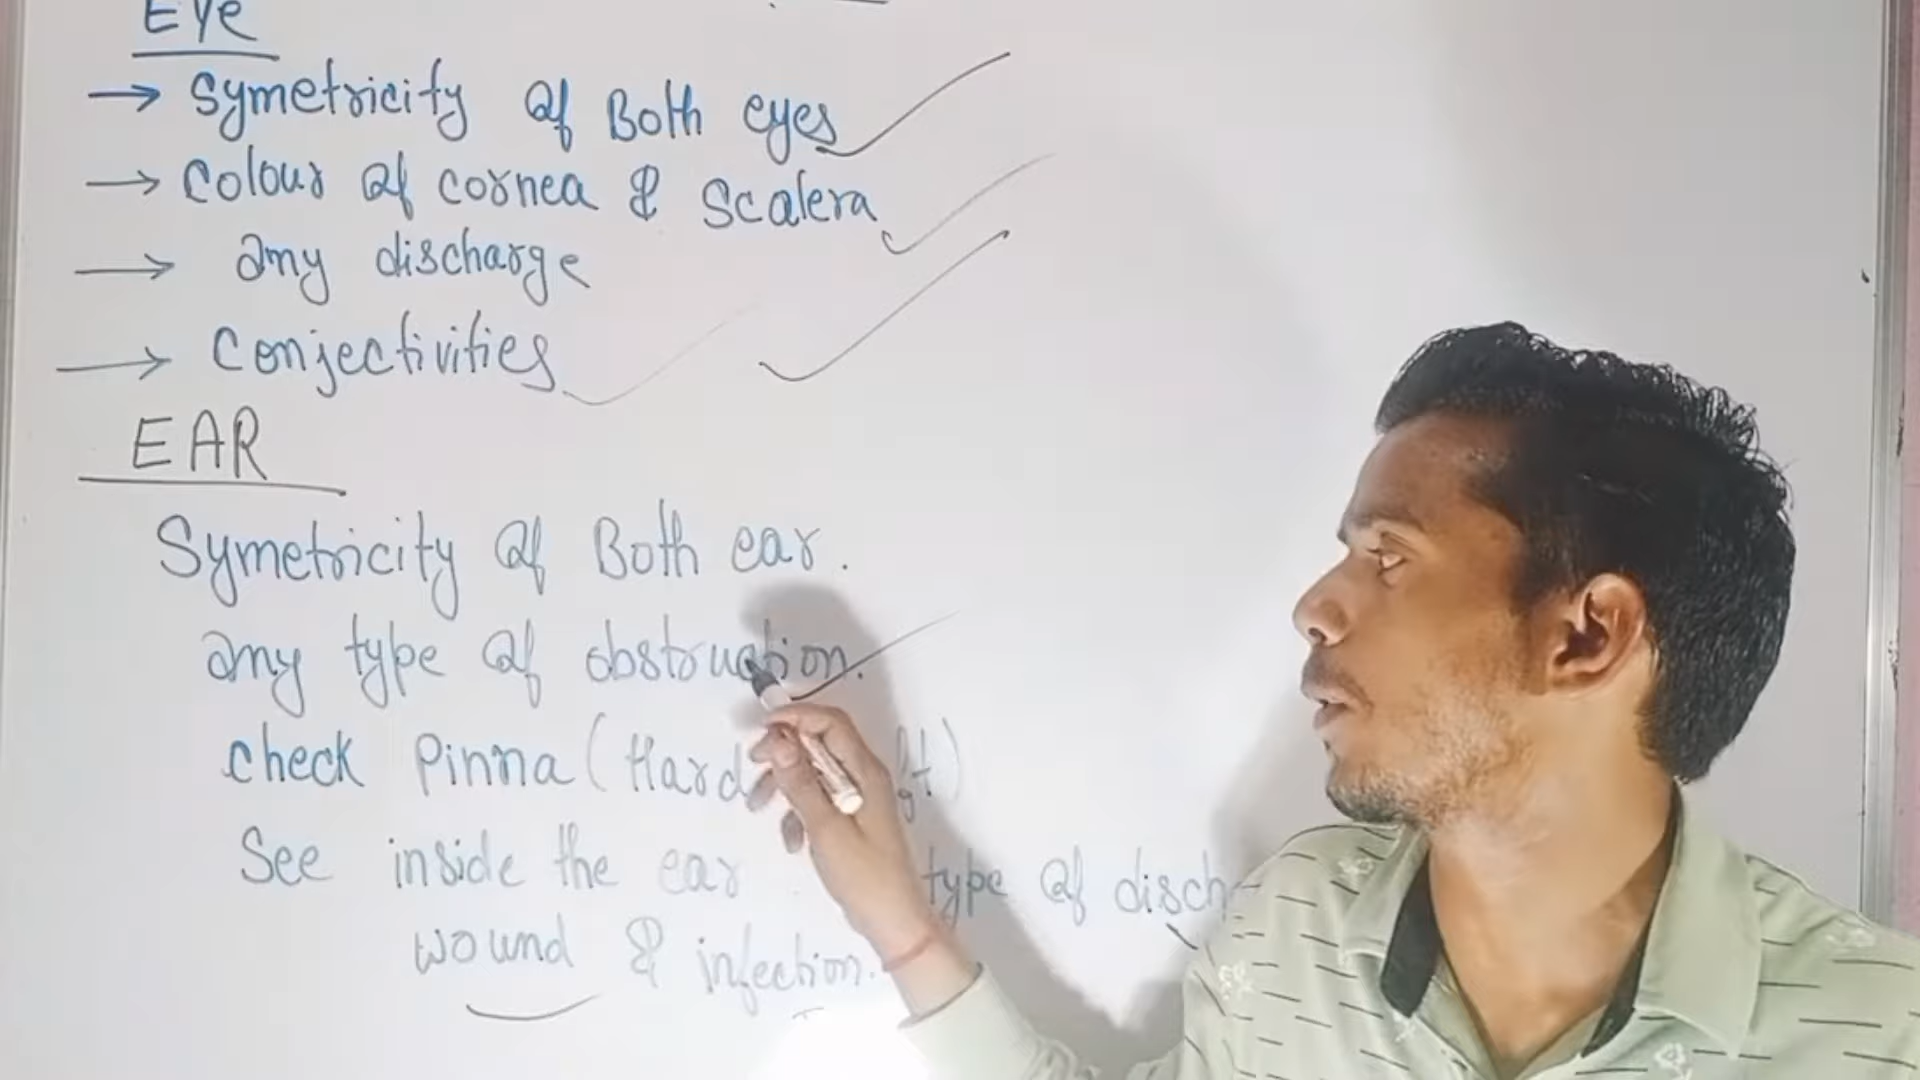 EYe
→ Symetricity of Both eyes
→ Colour of cornea & Scalera
→ any discharge
→ Conjectivities
EAR
Symetricity of Both ear.
any type of obstruction.
check Pinna (Hard
See inside the ear type of disch
wound & infection.